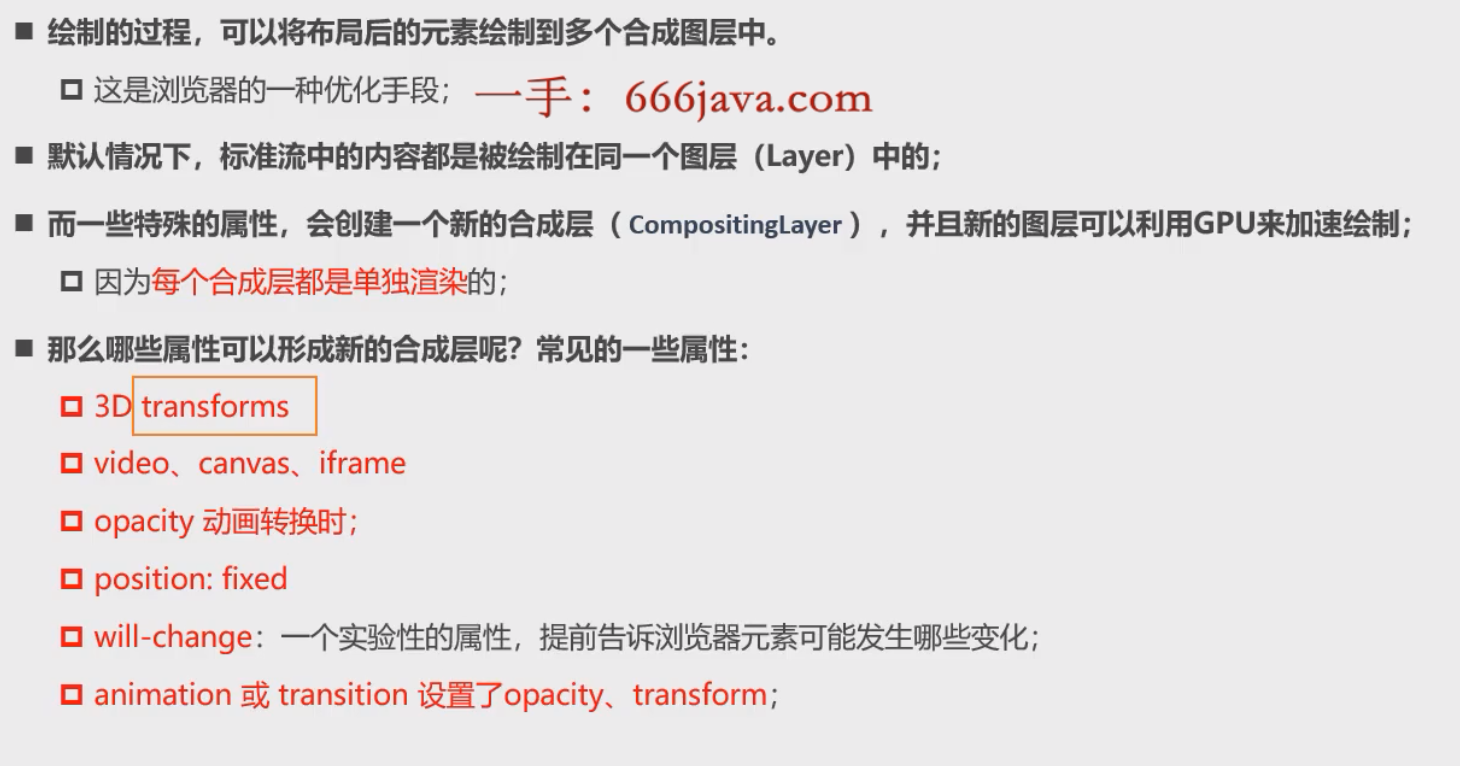 绘制的过程，可以将布局后的元素绘制到多个合成图层中。
这是浏览器的一种优化手段； 一手：666java.com
默认情况下，标准流中的内容都是被绘制在同一个图层（Layer）中的；
而一些特殊的属性，会创建一个新的合成层（ CompositingLayer ），并且新的图层可以利用GPU来加速绘制；
因为每个合成层都是单独渲染的；
那么哪些属性可以形成新的合成层呢？常见的一些属性：
3D transforms
video、canvas、iframe
opacity 动画转换时；
position: fixed
will-change：一个实验性的属性，提前告诉浏览器元素可能发生哪些变化；
animation 或 transition 设置了opacity、transform；